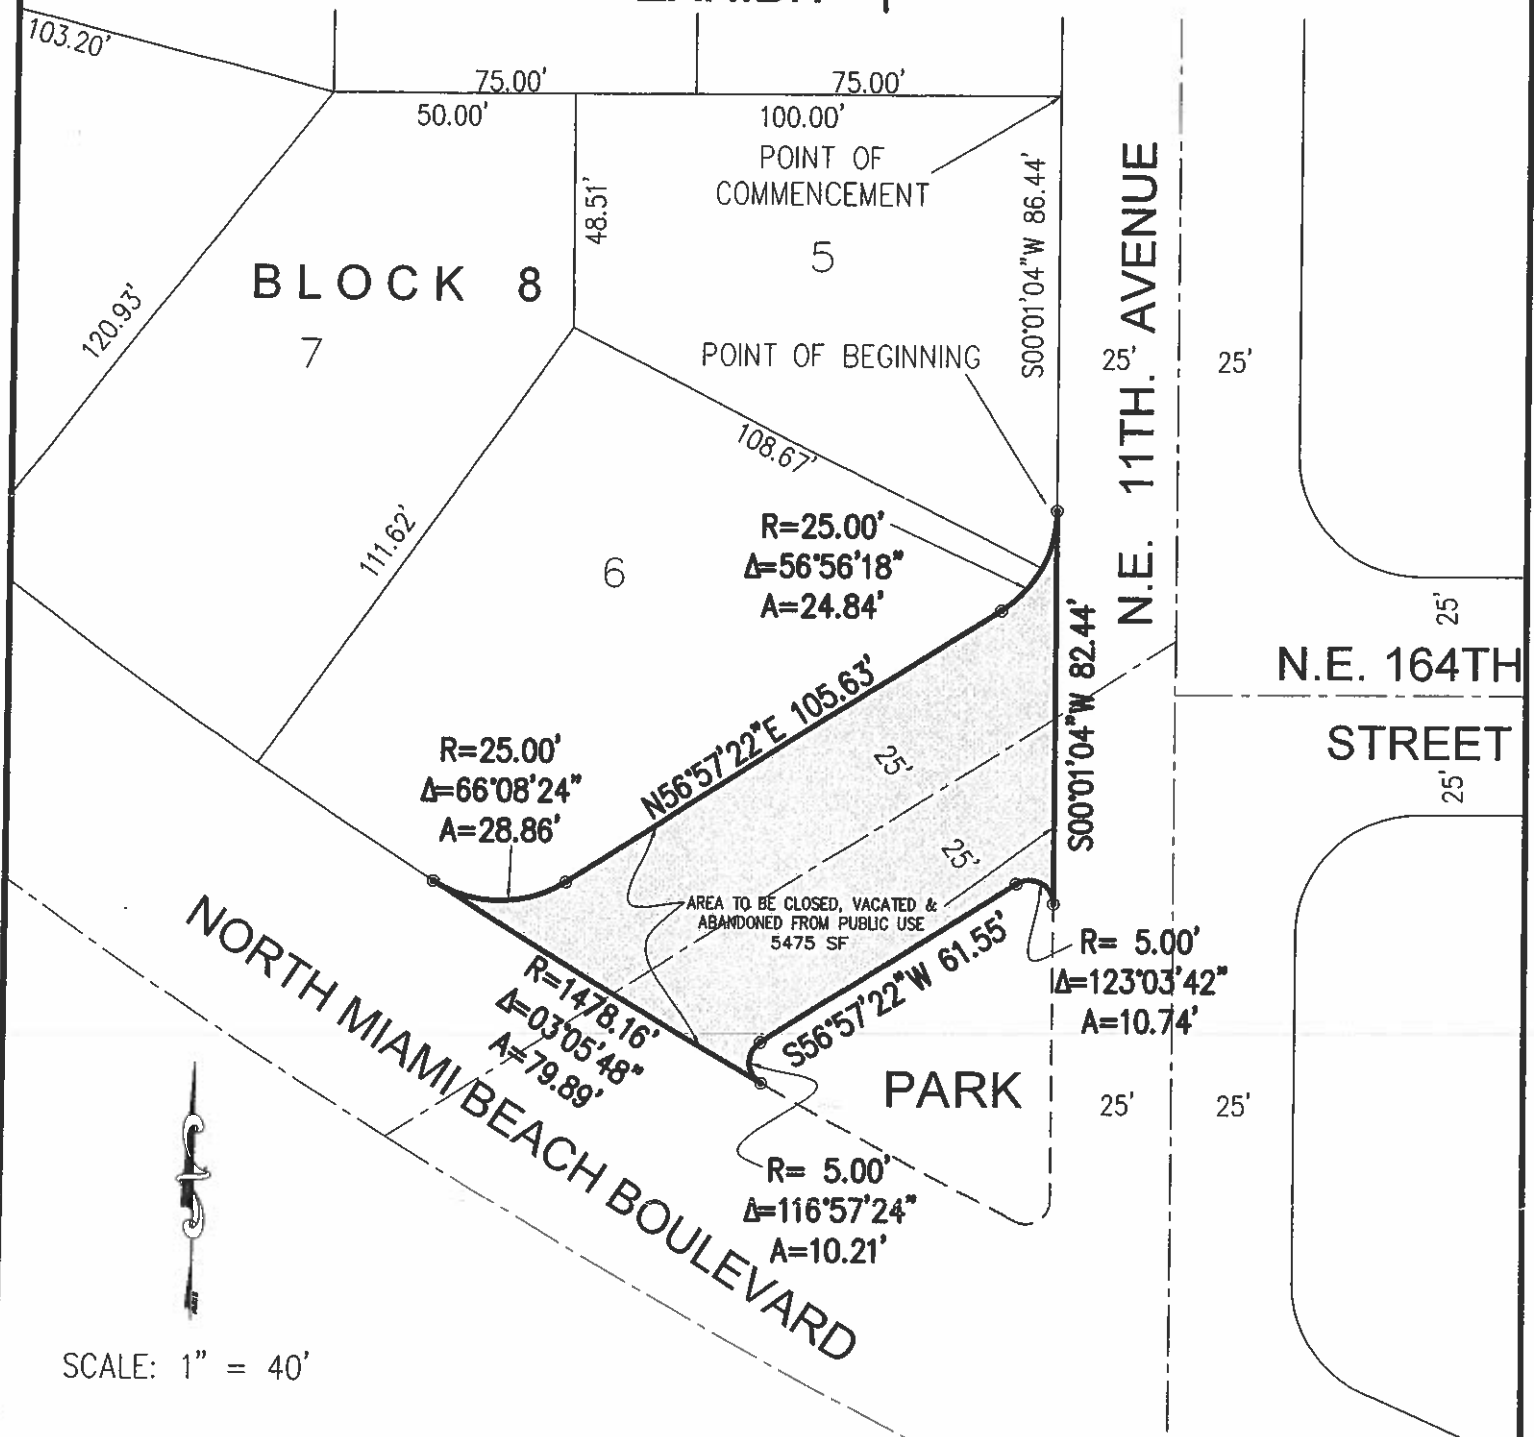 103.20'
75.00'
75.00'
50.00'
100.00'
POINT OF
COMMENCEMENT
48.51'
S00°01'04"W 86.44'
5
N.E. 11TH. AVENUE
BLOCK 8
120.93'
7
POINT OF BEGINNING
25'
25'
108.67'
111.62'
R=25.00'
Δ=56°56'18"
A=24.84'
6
25'
N.E. 164TH
STREET
25'
S00°01'04"W 82.44'
N56°57'22"E 105.63'
25'
25'
R=25.00'
Δ=66°08'24"
A=28.86'
AREA TO BE CLOSED, VACATED &
ABANDONED FROM PUBLIC USE
5475 SF
S56°57'22"W 61.55'
R= 5.00'
Δ=123°03'42"
A=10.74'
R=1478.16'
Δ=03°05'48"
A=79.89'
NORTH MIAMI BEACH BOULEVARD
PARK
25'
25'
R= 5.00'
Δ=116°57'24"
A=10.21'
SCALE: 1" = 40'